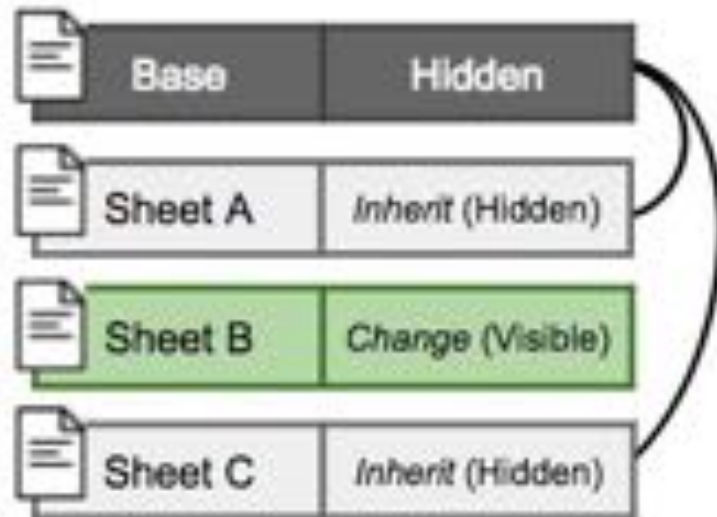 Base Hidden
Sheet A Inherit (Hidden)
Sheet B Change (Visible)
Sheet C Inherit (Hidden)